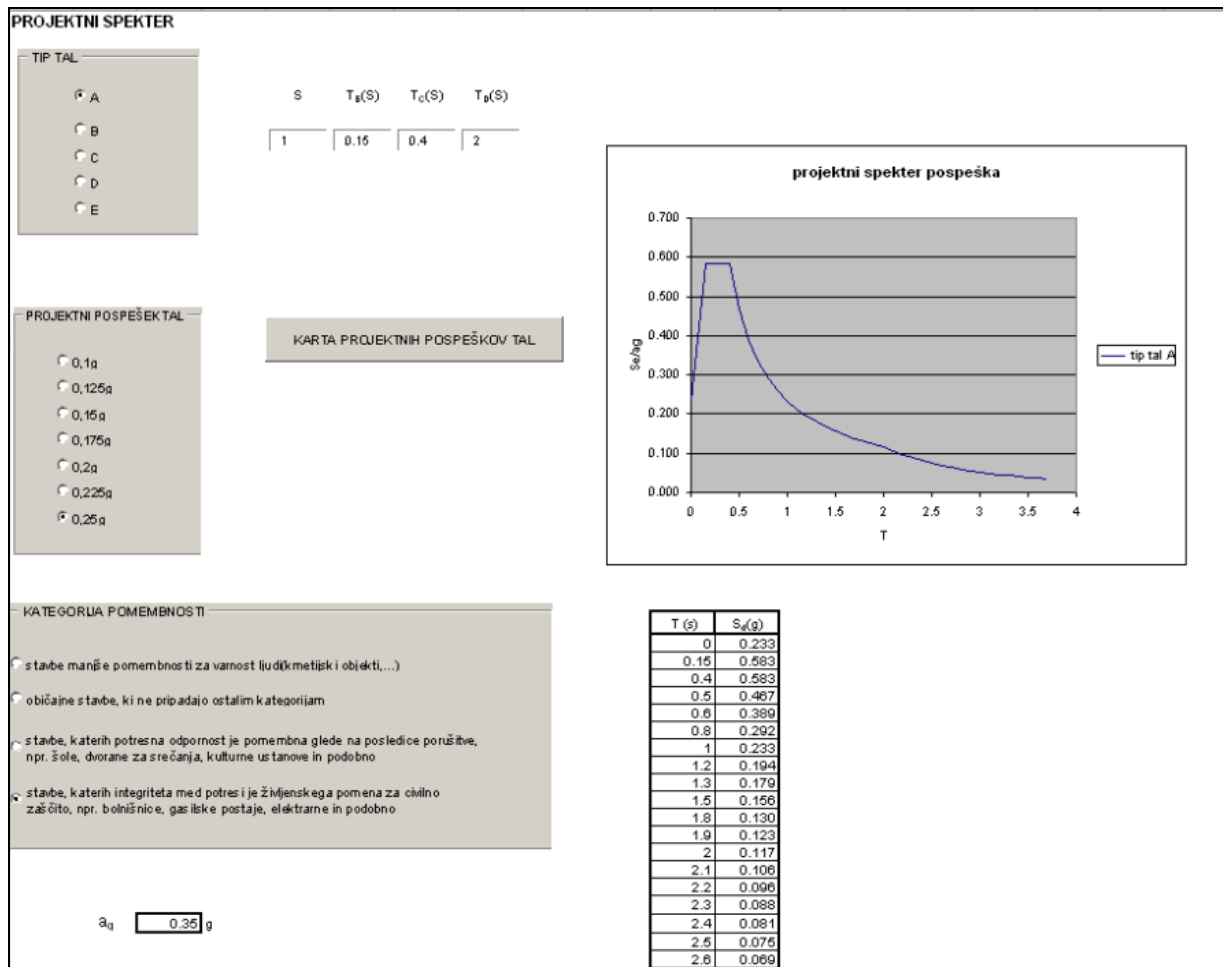 PROJEKTNI SPEKTER
TIP TAL
A
B
C
D
E
S T_B(S) T_C(S) T_D(S)
1 0.15 0.4 2
PROJEKTNI POSPEŠEK TAL
0,1g
0,125g
0,15g
0,175g
0,2g
0,225g
0,25g
KARTA PROJEKTNIH POSPEŠKOV TAL
projektni spekter pospeška
0.700
0.600
0.500
0.400
0.300
0.200
0.100
0.000
Se/ag
0 0.5 1 1.5 2 2.5 3 3.5 4
T
tip tal A
KATEGORIJA POMEMBNOSTI
stavbe manjše pomembnosti za varnost ljudi(kmetijski objekti,...)
običajne stavbe, ki ne pripadajo ostalim kategorijam
stavbe, katerih potresna odpornost je pomembna glede na posledice porušitve,
npr. šole, dvorane za srečanja, kulturne ustanove in podobno
stavbe, katerih integriteta med potresi je življenskega pomena za civilno
zaščito, npr. bolnišnice, gasilske postaje, elektrarne in podobno
a_g 0.35 g
T (s) S_d(g)
0 0.233
0.15 0.583
0.4 0.583
0.5 0.467
0.6 0.389
0.8 0.292
1 0.233
1.2 0.194
1.3 0.179
1.5 0.156
1.8 0.130
1.9 0.123
2 0.117
2.1 0.106
2.2 0.096
2.3 0.088
2.4 0.081
2.5 0.075
2.6 0.069